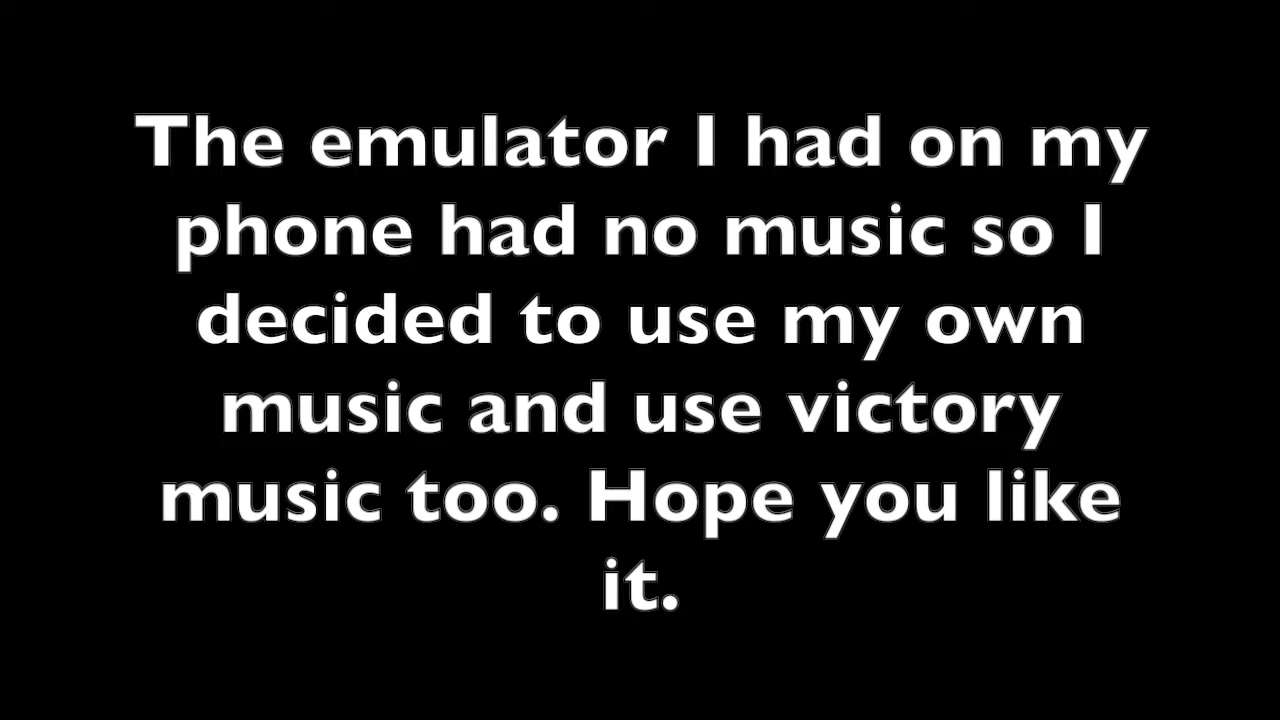 The emulator I had on my
phone had no music so I
decided to use my own
music and use victory
music too. Hope you like
it.